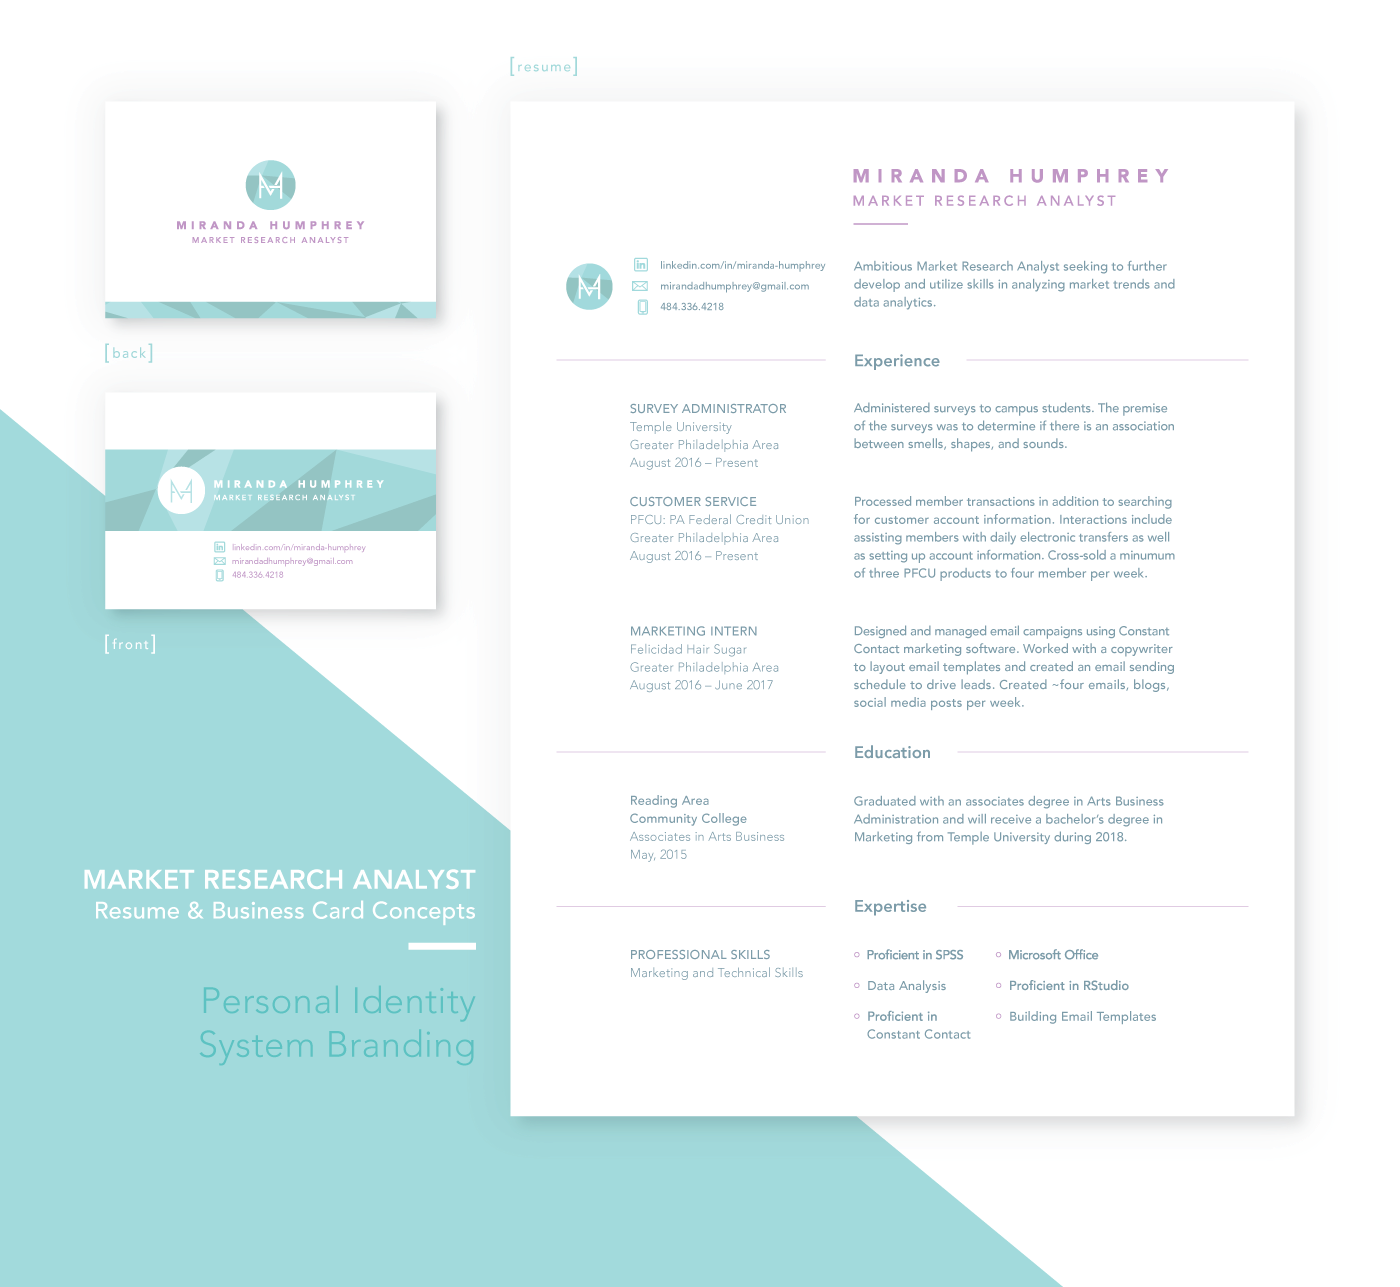 [resume]
MIRANDA HUMPHREY
MARKET RESEARCH ANALYST
[back]
MIRANDA HUMPHREY
MARKET RESEARCH ANALYST
linkedin.com/in/miranda-humphrey
mirandadhumphrey@gmail.com
484.336.4218
[front]
MARKET RESEARCH ANALYST
Resume & Business Card Concepts
Personal Identity
System Branding
MIRANDA HUMPHREY
MARKET RESEARCH ANALYST
linkedin.com/in/miranda-humphrey
mirandadhumphrey@gmail.com
484.336.4218
Ambitious Market Research Analyst seeking to further
develop and utilize skills in analyzing market trends and
data analytics.
Experience
SURVEY ADMINISTRATOR
Temple University
Greater Philadelphia Area
August 2016 – Present
Administered surveys to campus students. The premise
of the surveys was to determine if there is an association
between smells, shapes, and sounds.
CUSTOMER SERVICE
PFCU: PA Federal Credit Union
Greater Philadelphia Area
August 2016 – Present
Processed member transactions in addition to searching
for customer account information. Interactions include
assisting members with daily electronic transfers as well
as setting up account information. Cross-sold a minumum
of three PFCU products to four member per week.
MARKETING INTERN
Felicidad Hair Sugar
Greater Philadelphia Area
August 2016 – June 2017
Designed and managed email campaigns using Constant
Contact marketing software. Worked with a copywriter
to layout email templates and created an email sending
schedule to drive leads. Created ~four emails, blogs,
social media posts per week.
Education
Reading Area
Community College
Associates in Arts Business
May, 2015
Graduated with an associates degree in Arts Business
Administration and will receive a bachelor's degree in
Marketing from Temple University during 2018.
Expertise
PROFESSIONAL SKILLS
Marketing and Technical Skills
Proficient in SPSS
Data Analysis
Proficient in
Constant Contact
Microsoft Office
Proficient in RStudio
Building Email Templates